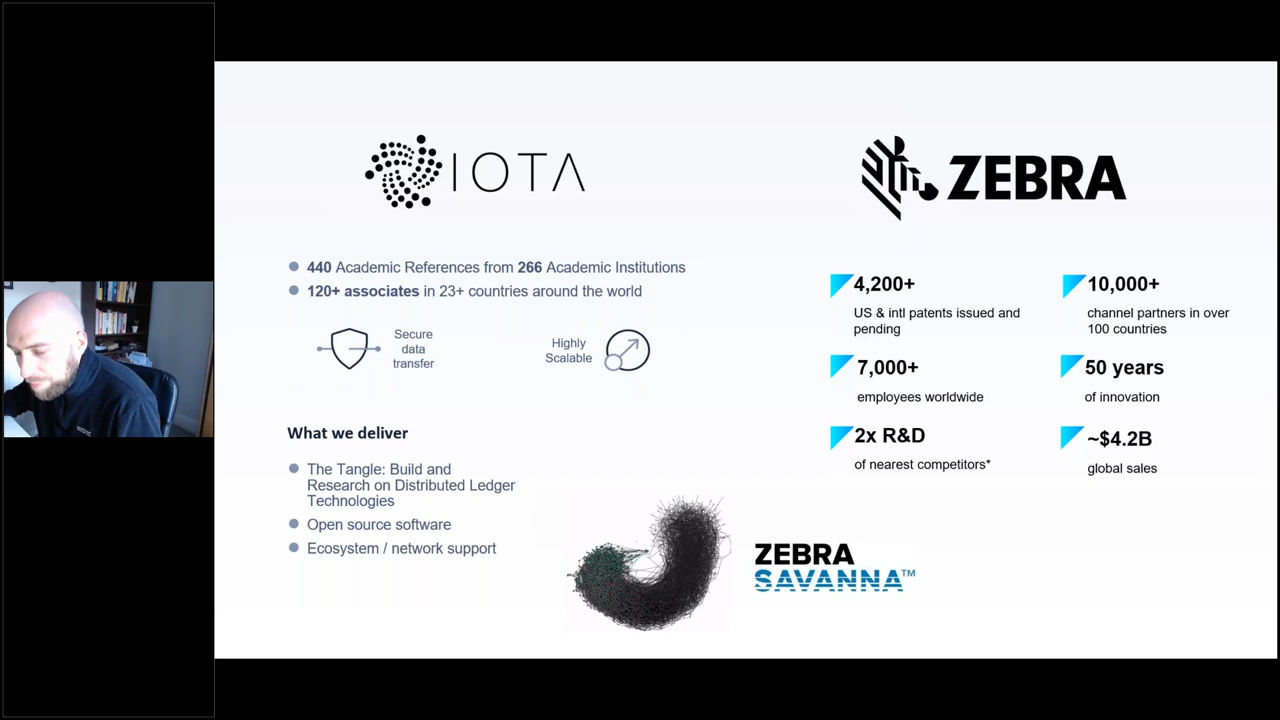 IOTA
440 Academic References from 266 Academic Institutions
120+ associates in 23+ countries around the world
Secure
data
transfer
Highly
Scalable
What we deliver
The Tangle: Build and
Research on Distributed Ledger
Technologies
Open source software
Ecosystem / network support
ZEBRA
4,200+
US & intl patents issued and
pending
10,000+
channel partners in over
100 countries
7,000+
employees worldwide
50 years
of innovation
2x R&D
of nearest competitors*
~$4.2B
global sales
ZEBRA
SAVANNA™